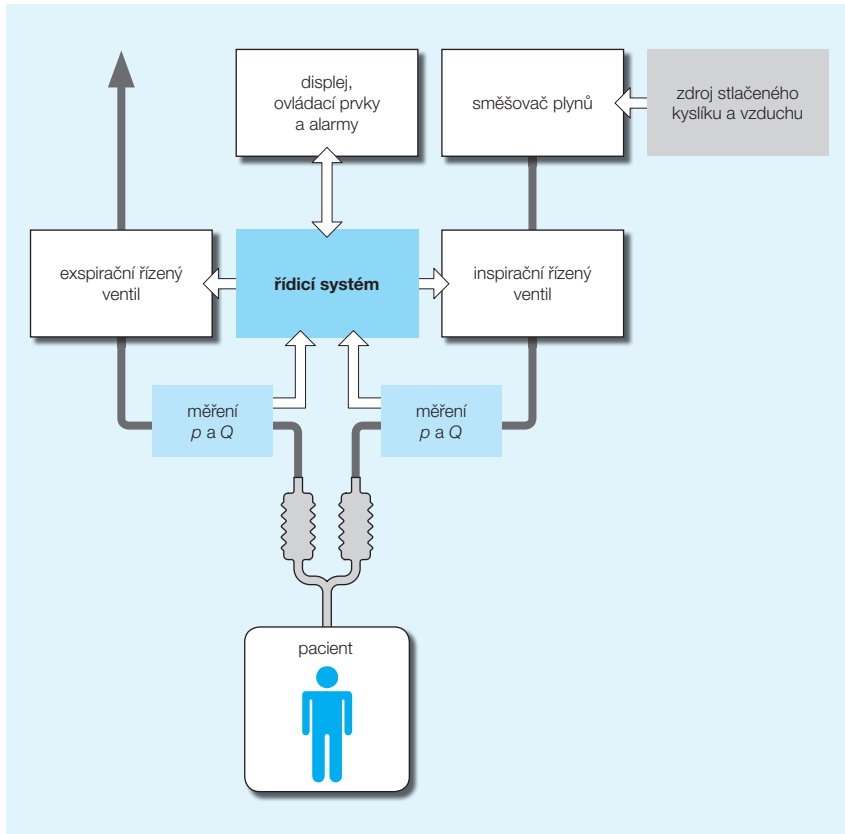 displej,
ovládací prvky
a alarmy
směšovač plynů
zdroj stlačeného
kyslíku a vzduchu
exspirační řízený
ventil
řídicí systém
inspirační řízený
ventil
měření
p a Q
měření
p a Q
pacient